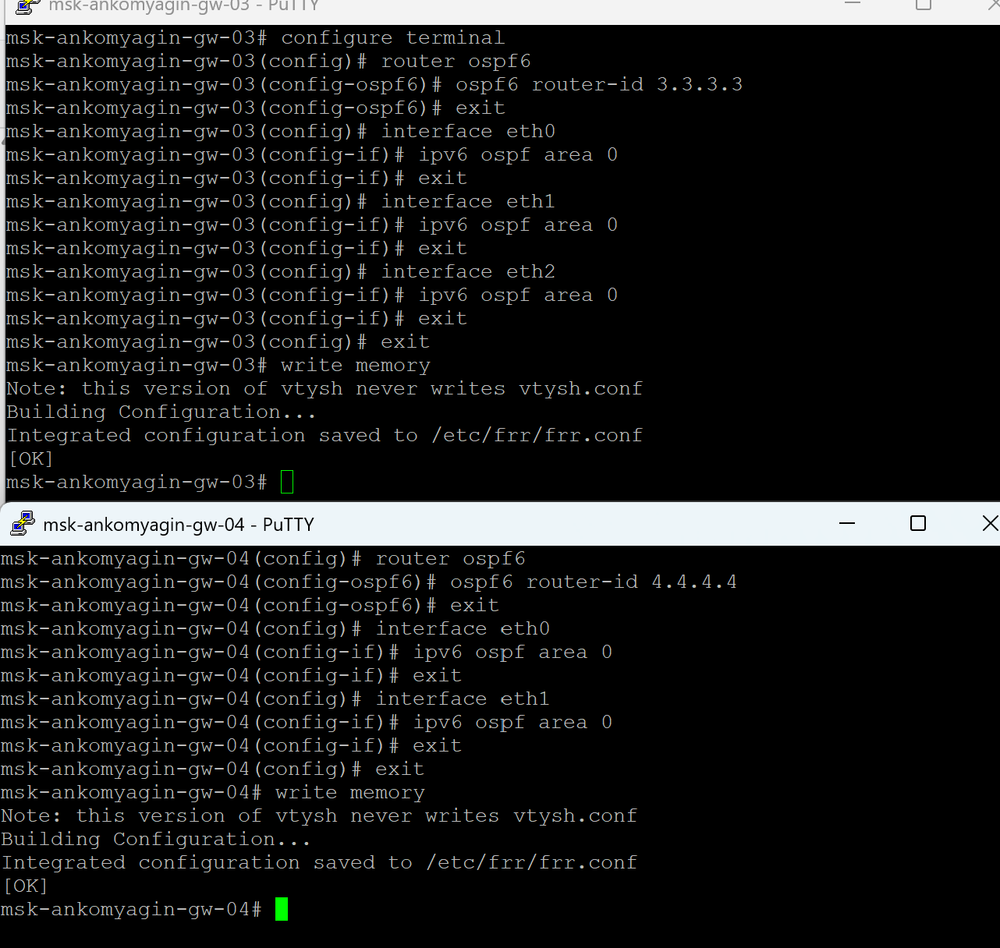 msk-ankomyagin-gw-03 - PuTTY
msk-ankomyagin-gw-03# configure terminal
msk-ankomyagin-gw-03(config)# router ospf6
msk-ankomyagin-gw-03(config-ospf6)# ospf6 router-id 3.3.3.3
msk-ankomyagin-gw-03(config-ospf6)# exit
msk-ankomyagin-gw-03(config)# interface eth0
msk-ankomyagin-gw-03(config-if)# ipv6 ospf area 0
msk-ankomyagin-gw-03(config-if)# exit
msk-ankomyagin-gw-03(config)# interface eth1
msk-ankomyagin-gw-03(config-if)# ipv6 ospf area 0
msk-ankomyagin-gw-03(config-if)# exit
msk-ankomyagin-gw-03(config)# interface eth2
msk-ankomyagin-gw-03(config-if)# ipv6 ospf area 0
msk-ankomyagin-gw-03(config-if)# exit
msk-ankomyagin-gw-03(config)# exit
msk-ankomyagin-gw-03# write memory
Note: this version of vtysh never writes vtysh.conf
Building Configuration...
Integrated configuration saved to /etc/frr/frr.conf
[OK]
msk-ankomyagin-gw-03#
msk-ankomyagin-gw-04 - PuTTY
msk-ankomyagin-gw-04(config)# router ospf6
msk-ankomyagin-gw-04(config-ospf6)# ospf6 router-id 4.4.4.4
msk-ankomyagin-gw-04(config-ospf6)# exit
msk-ankomyagin-gw-04(config)# interface eth0
msk-ankomyagin-gw-04(config-if)# ipv6 ospf area 0
msk-ankomyagin-gw-04(config-if)# exit
msk-ankomyagin-gw-04(config)# interface eth1
msk-ankomyagin-gw-04(config-if)# ipv6 ospf area 0
msk-ankomyagin-gw-04(config-if)# exit
msk-ankomyagin-gw-04(config)# exit
msk-ankomyagin-gw-04# write memory
Note: this version of vtysh never writes vtysh.conf
Building Configuration...
Integrated configuration saved to /etc/frr/frr.conf
[OK]
msk-ankomyagin-gw-04#